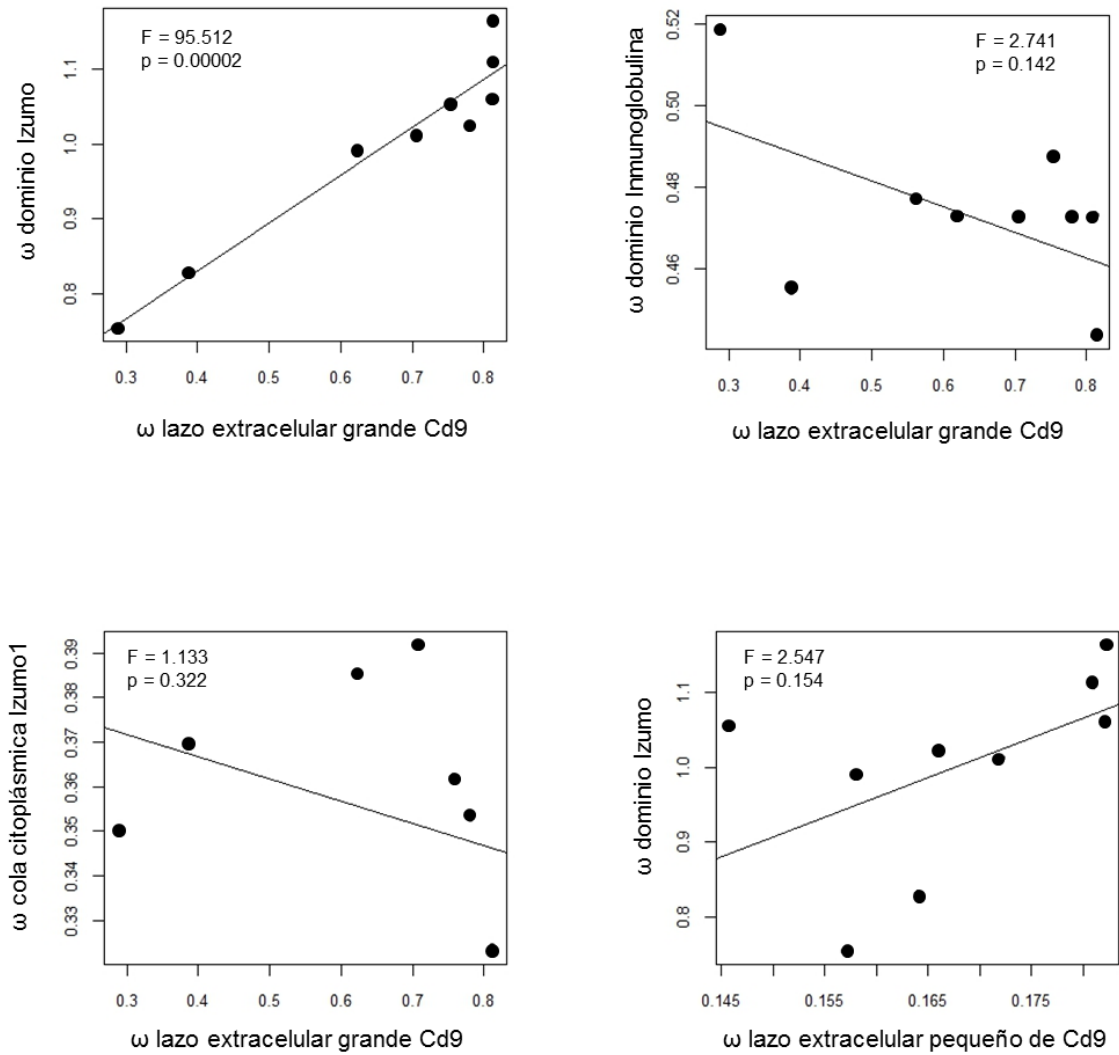 F = 95.512
p = 0.00002
ω dominio Izumo
1.1
1.0
0.9
0.8
0.3 0.4 0.5 0.6 0.7 0.8
ω lazo extracelular grande Cd9
F = 2.741
p = 0.142
ω dominio Inmunoglobulina
0.52
0.50
0.48
0.46
0.3 0.4 0.5 0.6 0.7 0.8
ω lazo extracelular grande Cd9
F = 1.133
p = 0.322
ω cola citoplásmica Izumo1
0.39
0.38
0.37
0.36
0.35
0.34
0.33
0.3 0.4 0.5 0.6 0.7 0.8
ω lazo extracelular grande Cd9
F = 2.547
p = 0.154
ω dominio Izumo
1.1
1.0
0.9
0.8
0.145 0.155 0.165 0.175
ω lazo extracelular pequeño de Cd9